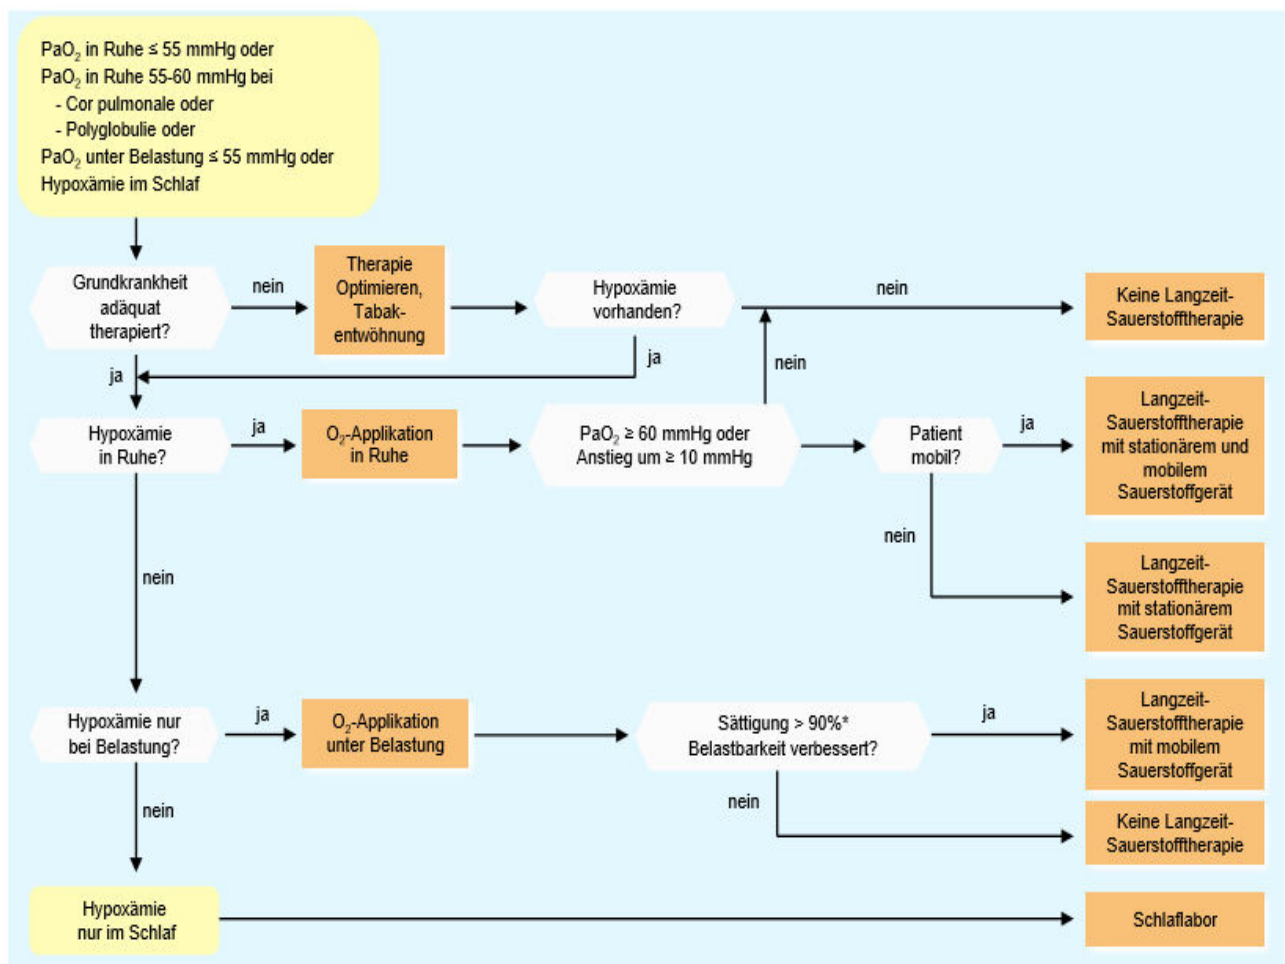 PaO₂ in Ruhe ≤ 55 mmHg oder
PaO₂ in Ruhe 55-60 mmHg bei
- Cor pulmonale oder
- Polyglobulie oder
PaO₂ unter Belastung ≤ 55 mmHg oder
Hypoxämie im Schlaf
Grundkrankheit
adäquat
therapiert?
nein
Therapie
Optimieren,
Tabak-
entwöhnung
Hypoxämie
vorhanden?
nein
Keine Langzeit-
Sauerstofftherapie
ja
ja
nein
Hypoxämie
in Ruhe?
ja
O₂-Applikation
in Ruhe
PaO₂ ≥ 60 mmHg oder
Anstieg um ≥ 10 mmHg
Patient
mobil?
ja
Langzeit-
Sauerstofftherapie
mit stationärem und
mobilem
Sauerstoffgerät
nein
Langzeit-
Sauerstofftherapie
mit stationärem
Sauerstoffgerät
nein
Hypoxämie nur
bei Belastung?
ja
O₂-Applikation
unter Belastung
Sättigung > 90%*
Belastbarkeit verbessert?
ja
Langzeit-
Sauerstofftherapie
mit mobilem
Sauerstoffgerät
nein
nein
Keine Langzeit-
Sauerstofftherapie
Hypoxämie
nur im Schlaf
Schlaflabor